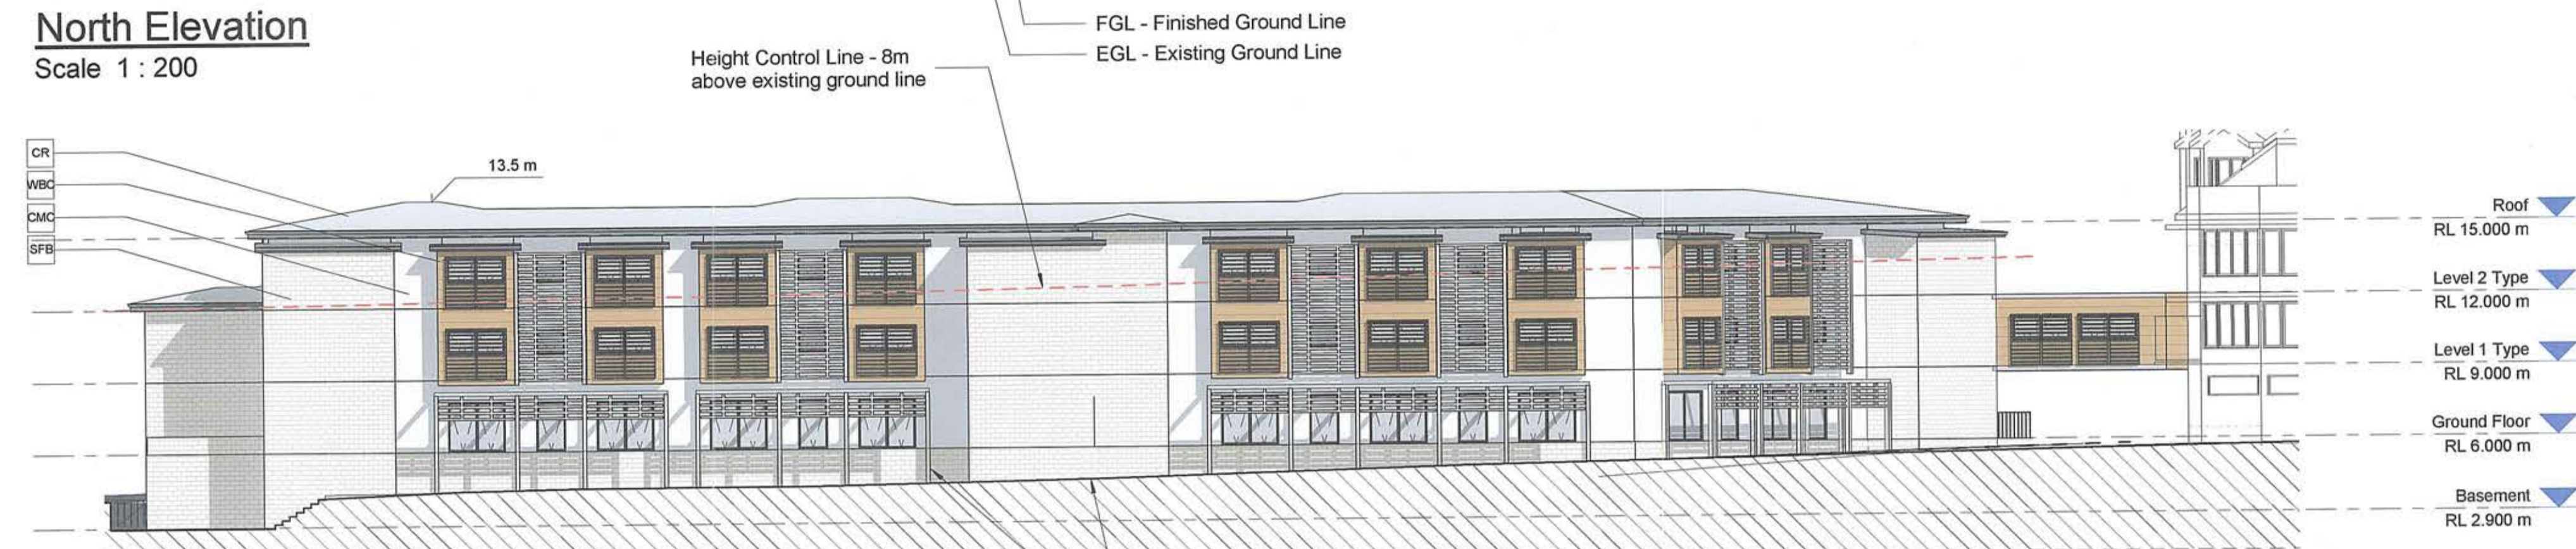 North Elevation
Scale 1 : 200
FGL - Finished Ground Line
EGL - Existing Ground Line
Height Control Line - 8m
above existing ground line
CR
WBC
CMC
SFB
13.5 m
Roof
RL 15.000 m
Level 2 Type
RL 12.000 m
Level 1 Type
RL 9.000 m
Ground Floor
RL 6.000 m
Basement
RL 2.900 m